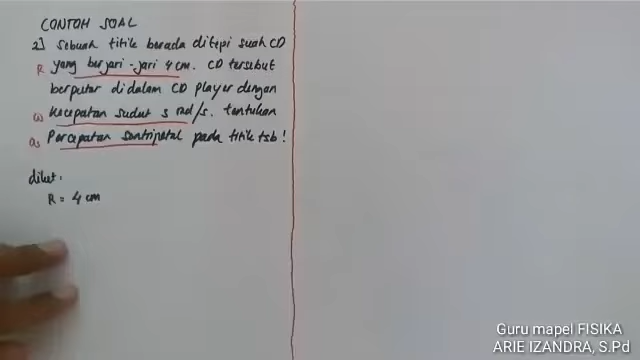 CONTOH SOAL
2] Sebuah titik berada ditepi suah CD
R yang berjari-jari 4 cm. CD tersebut
berputar didalam CD player dengan
ω kecepatan sudut 5 rad/s. tentukan
as Percepatan sentripetal pada titik tsb!
diket:
R = 4 cm
Guru mapel FISIKA
ARIE IZANDRA, S.Pd